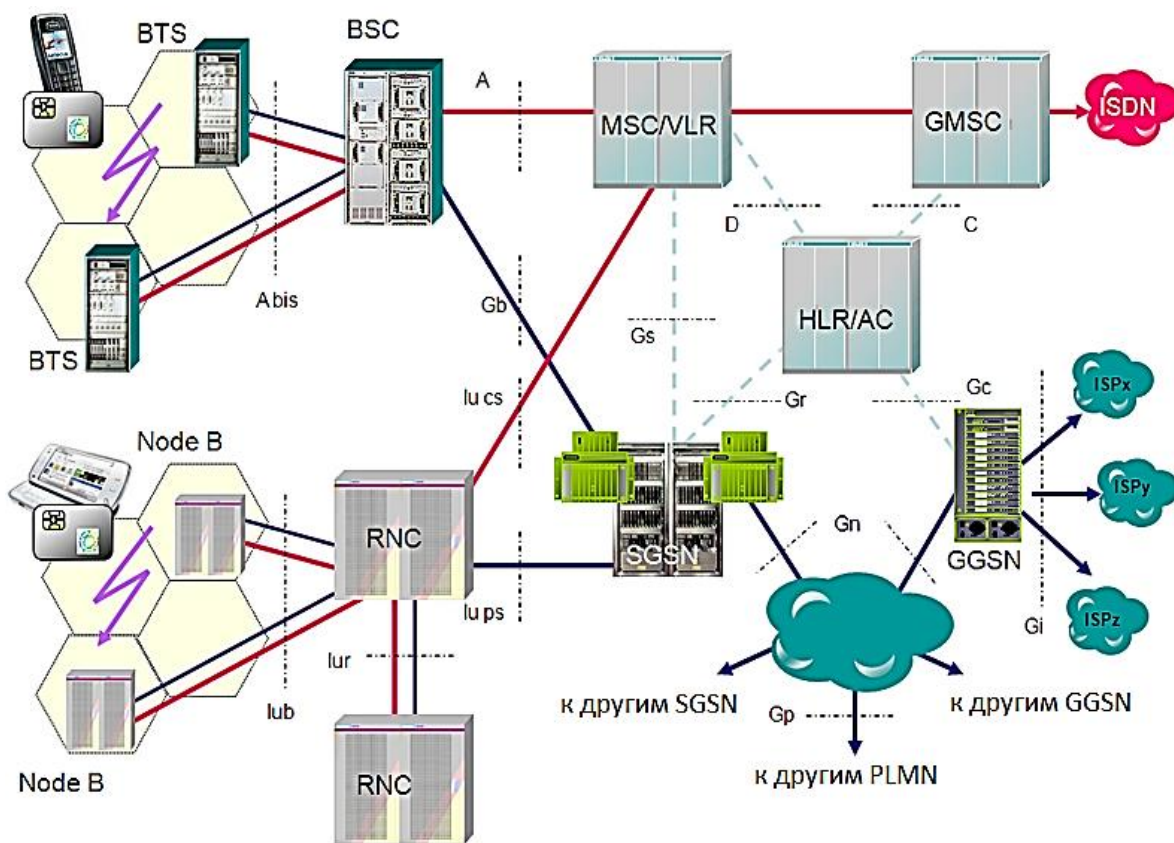 BTS
BSC
A
MSC/VLR
GMSC
ISDN
D
C
BTS
A bis
Gb
Gs
HLR/AC
Iu cs
Gr
Gc
ISPx
Node B
RNC
SGSN
Gn
GGSN
ISPy
Iu ps
Gi
ISPz
Iur
Iub
к другим SGSN
Gp
к другим GGSN
Node B
RNC
к другим PLMN